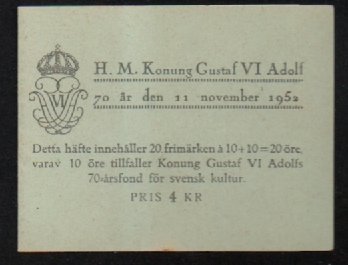 H. M. Konung Gustaf VI Adolf
70 år den 11 november 1952
Detta häfte innehåller 20 frimärken à 10+10=20 öre,
varav 10 öre tillfaller Konung Gustaf VI Adolfs
70-årsfond för svensk kultur.
PRIS 4 KR